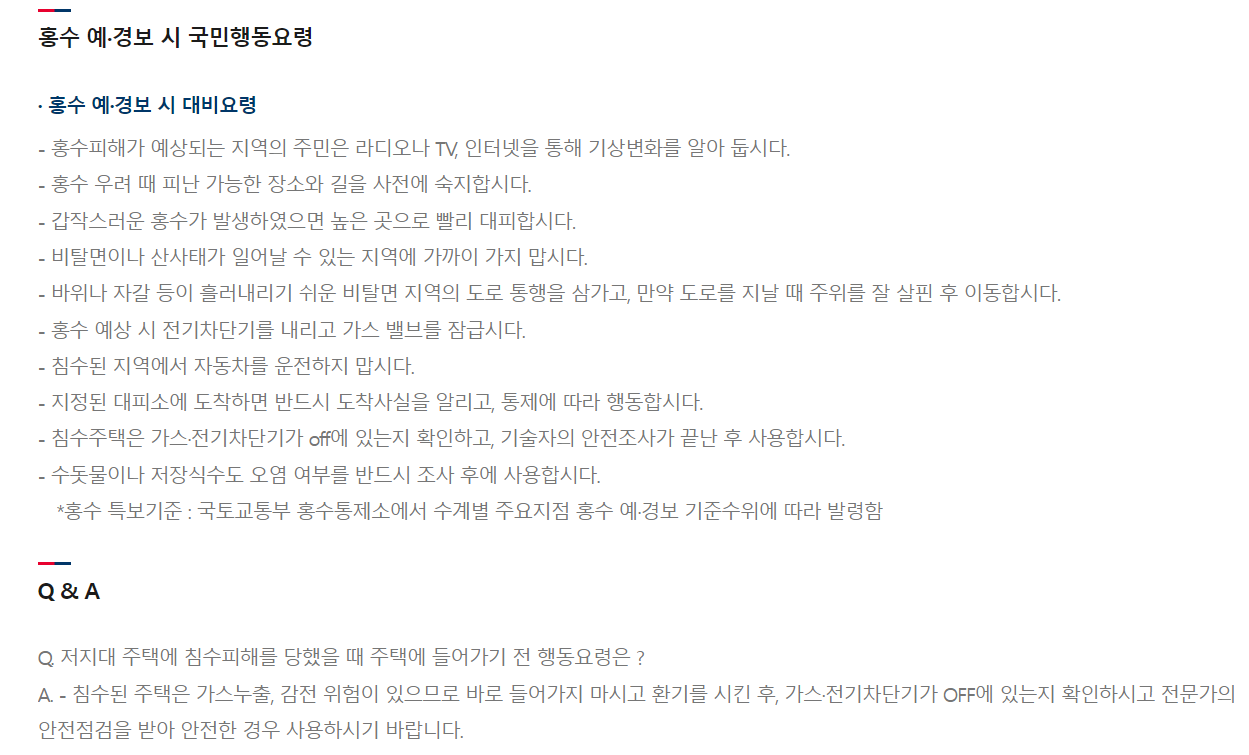 홍수 예·경보 시 국민행동요령
· 홍수 예·경보 시 대비요령
- 홍수피해가 예상되는 지역의 주민은 라디오나 TV, 인터넷을 통해 기상변화를 알아 둡시다.
- 홍수 우려 때 피난 가능한 장소와 길을 사전에 숙지합시다.
- 갑작스러운 홍수가 발생하였으면 높은 곳으로 빨리 대피합시다.
- 비탈면이나 산사태가 일어날 수 있는 지역에 가까이 가지 맙시다.
- 바위나 자갈 등이 흘러내리기 쉬운 비탈면 지역의 도로 통행을 삼가고, 만약 도로를 지날 때 주위를 잘 살핀 후 이동합시다.
- 홍수 예상 시 전기차단기를 내리고 가스 밸브를 잠급시다.
- 침수된 지역에서 자동차를 운전하지 맙시다.
- 지정된 대피소에 도착하면 반드시 도착사실을 알리고, 통제에 따라 행동합시다.
- 침수주택은 가스·전기차단기가 off에 있는지 확인하고, 기술자의 안전조사가 끝난 후 사용합시다.
- 수돗물이나 저장식수도 오염 여부를 반드시 조사 후에 사용합시다.
*홍수 특보기준 : 국토교통부 홍수통제소에서 수계별 주요지점 홍수 예·경보 기준수위에 따라 발령함
Q & A
Q. 저지대 주택에 침수피해를 당했을 때 주택에 들어가기 전 행동요령은 ?
A. - 침수된 주택은 가스누출, 감전 위험이 있으므로 바로 들어가지 마시고 환기를 시킨 후, 가스·전기차단기가 OFF에 있는지 확인하시고 전문가의
안전점검을 받아 안전한 경우 사용하시기 바랍니다.